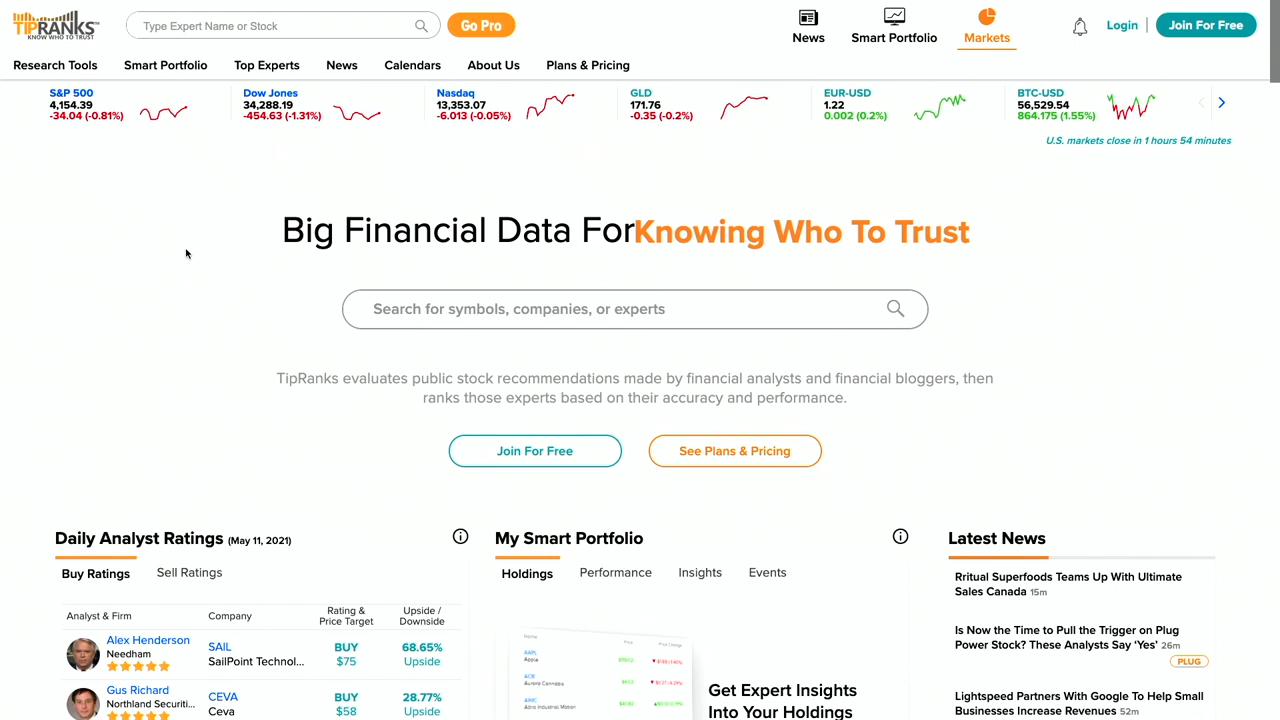 TIPRANKS™
KNOW WHO TO TRUST
Type Expert Name or Stock
Go Pro
News
Smart Portfolio
Markets
Login
Join For Free
Research Tools
Smart Portfolio
Top Experts
News
Calendars
About Us
Plans & Pricing
S&P 500
4,154.39
-34.04 (-0.81%)
Dow Jones
34,288.19
-454.63 (-1.31%)
Nasdaq
13,353.07
-6.013 (-0.05%)
GLD
171.76
-0.35 (-0.2%)
EUR-USD
1.22
0.002 (0.2%)
BTC-USD
56,529.54
864.175 (1.55%)
U.S. markets close in 1 hours 54 minutes
Big Financial Data For Knowing Who To Trust
Search for symbols, companies, or experts
TipRanks evaluates public stock recommendations made by financial analysts and financial bloggers, then
ranks those experts based on their accuracy and performance.
Join For Free
See Plans & Pricing
Daily Analyst Ratings (May 11, 2021)
Buy Ratings
Sell Ratings
Analyst & Firm
Company
Rating &
Price Target
Upside /
Downside
Alex Henderson
Needham
SAIL
SailPoint Technol...
BUY
$75
68.65%
Upside
Gus Richard
Northland Securiti...
CEVA
Ceva
BUY
$58
28.77%
Upside
My Smart Portfolio
Holdings
Performance
Insights
Events
Name
Price
Price Change
AAPL
Apple
ACB
Aurora Cannabis
Get Expert Insights
Into Your Holdings
Latest News
Rritual Superfoods Teams Up With Ultimate
Sales Canada 15m
Is Now the Time to Pull the Trigger on Plug
Power Stock? These Analysts Say ‘Yes’ 26m
PLUG
Lightspeed Partners With Google To Help Small
Businesses Increase Revenues 52m